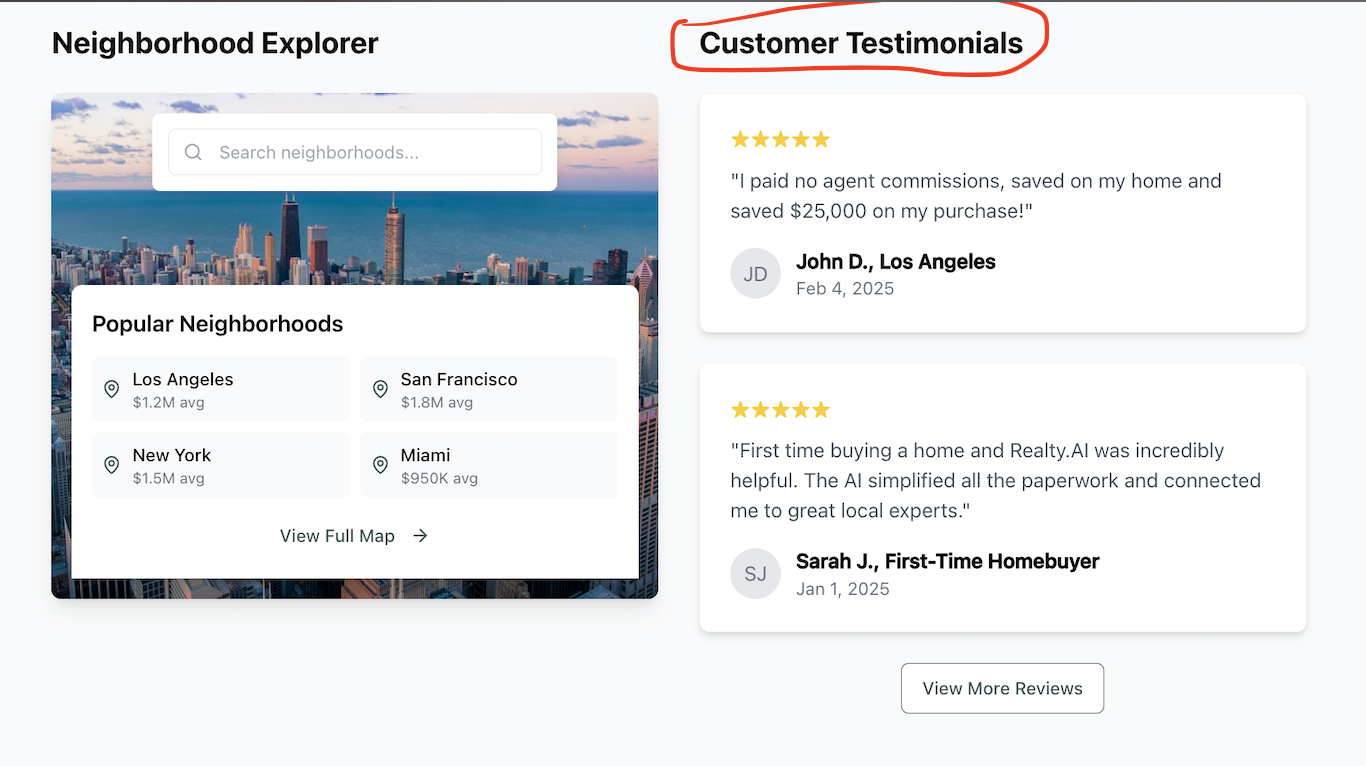 Neighborhood Explorer
Search neighborhoods...
Popular Neighborhoods
Los Angeles
$1.2M avg
San Francisco
$1.8M avg
New York
$1.5M avg
Miami
$950K avg
View Full Map
Customer Testimonials
"I paid no agent commissions, saved on my home and
saved $25,000 on my purchase!"
JD
John D., Los Angeles
Feb 4, 2025
"First time buying a home and Realty.AI was incredibly
helpful. The AI simplified all the paperwork and connected
me to great local experts."
SJ
Sarah J., First-Time Homebuyer
Jan 1, 2025
View More Reviews